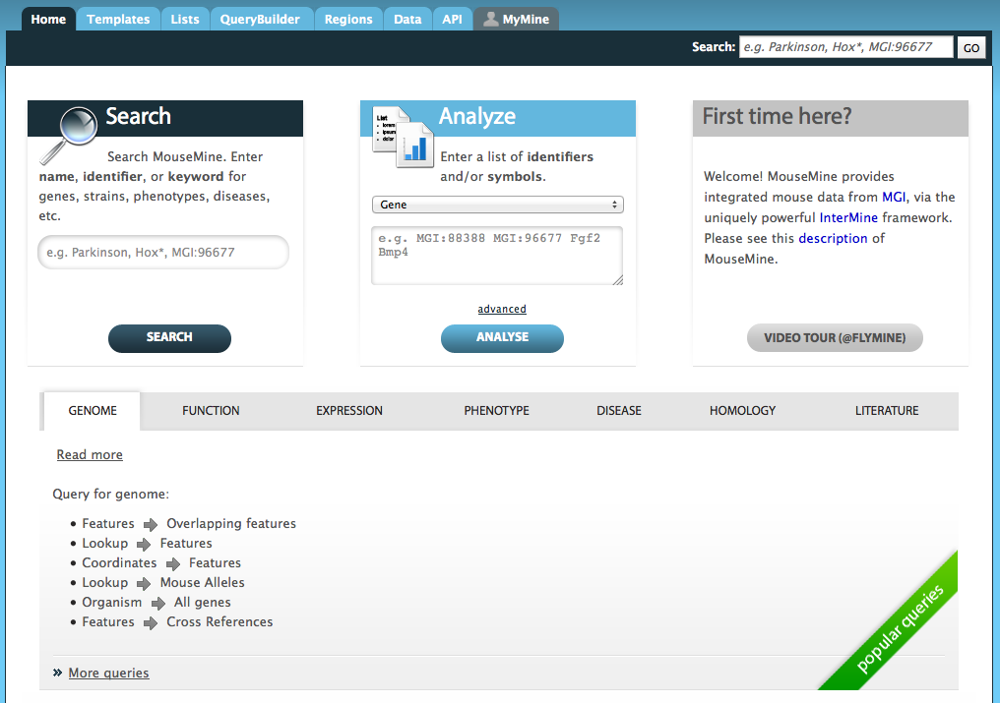 Home Templates Lists QueryBuilder Regions Data API MyMine
Search: e.g. Parkinson, Hox*, MGI:96677 GO
Search
Search MouseMine. Enter
name, identifier, or keyword for
genes, strains, phenotypes, diseases,
etc.
e.g. Parkinson, Hox*, MGI:96677
SEARCH
List
lorem
ipsum
dolor
Analyze
Enter a list of identifiers
and/or symbols.
Gene
e.g. MGI:88388 MGI:96677 Fgf2
Bmp4
advanced
ANALYSE
First time here?
Welcome! MouseMine provides
integrated mouse data from MGI, via the
uniquely powerful InterMine framework.
Please see this description of
MouseMine.
VIDEO TOUR (@FLYMINE)
GENOME FUNCTION EXPRESSION PHENOTYPE DISEASE HOMOLOGY LITERATURE
Read more
Query for genome:
• Features ➡ Overlapping features
• Lookup ➡ Features
• Coordinates ➡ Features
• Lookup ➡ Mouse Alleles
• Organism ➡ All genes
• Features ➡ Cross References
popular queries
» More queries